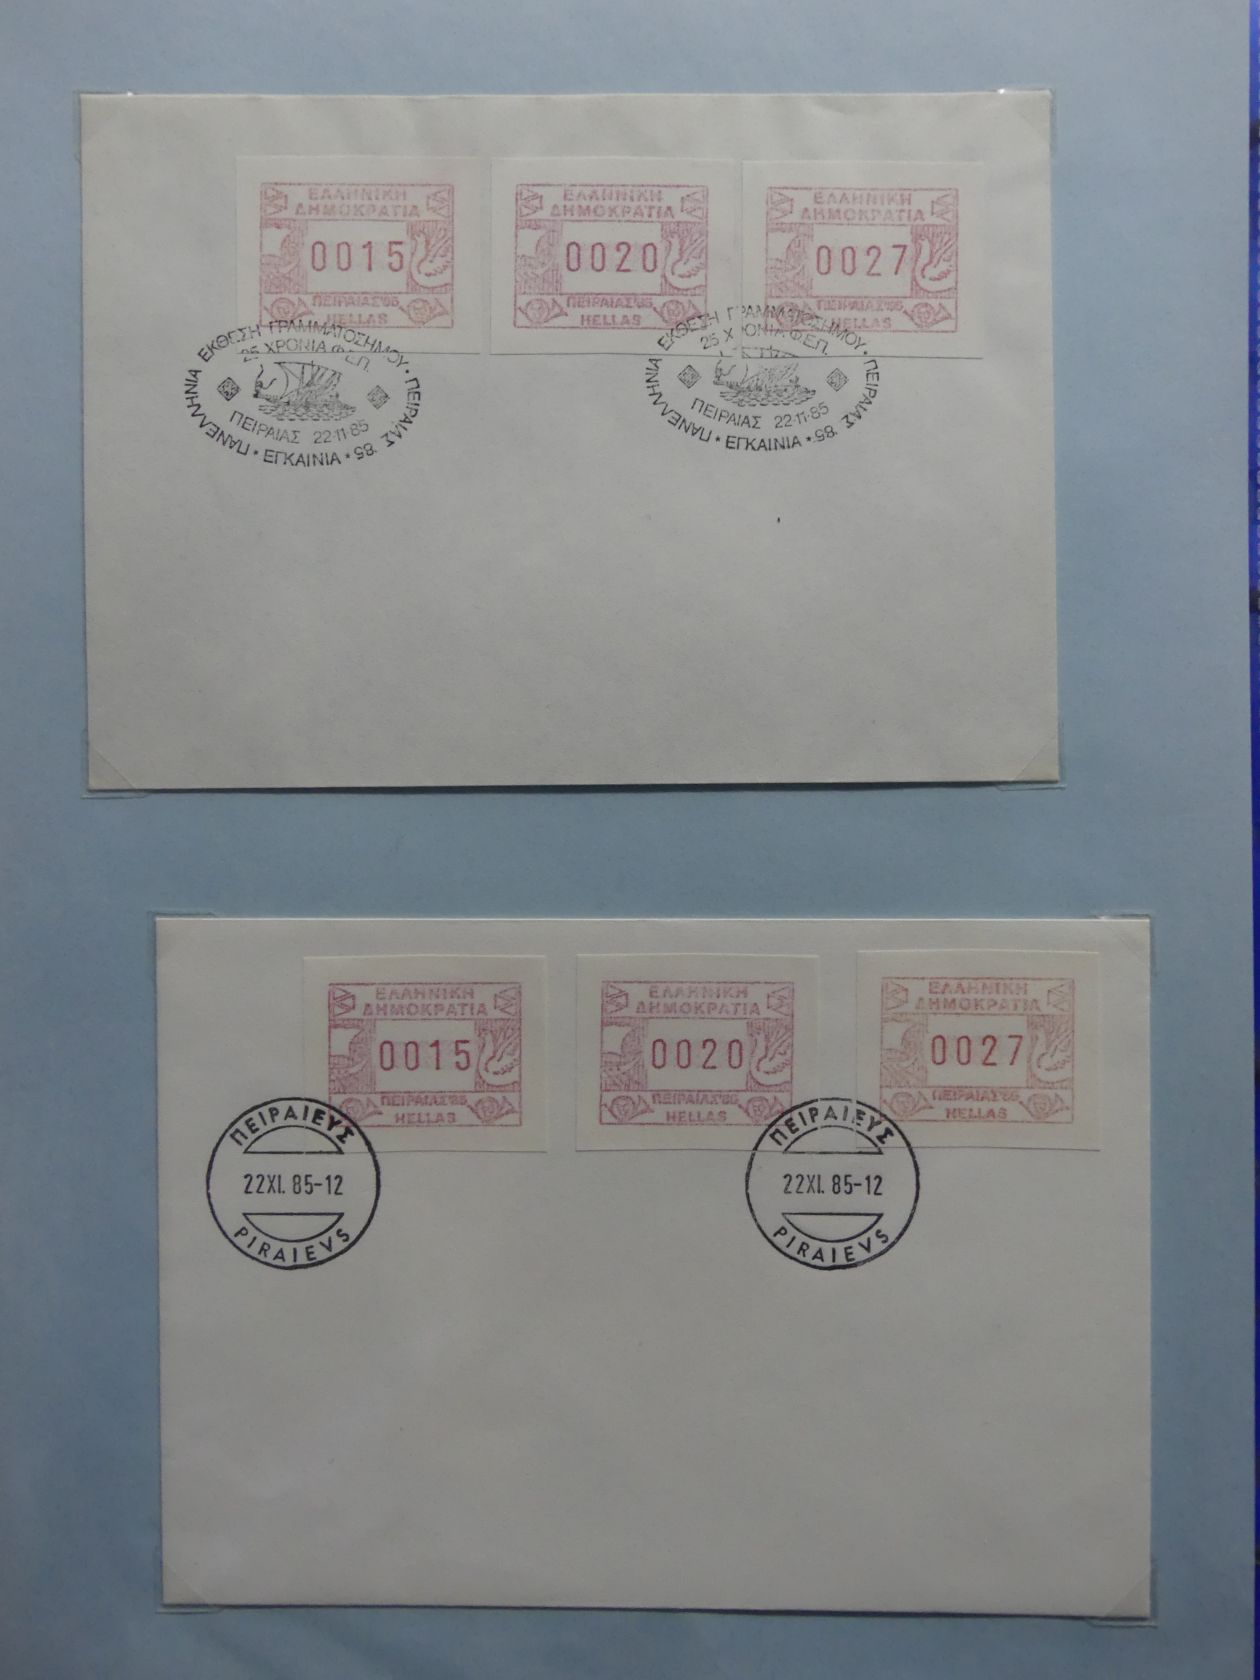 ΕΛΛΗΝΙΚΗ
ΔΗΜΟΚΡΑΤΙΑ
0015
ΠΕΙΡΑΙΑΣ'85
HELLAS
ΕΛΛΗΝΙΚΗ
ΔΗΜΟΚΡΑΤΙΑ
0020
ΠΕΙΡΑΙΑΣ'85
HELLAS
ΕΛΛΗΝΙΚΗ
ΔΗΜΟΚΡΑΤΙΑ
0027
ΠΕΙΡΑΙΑΣ'85
HELLAS
ΠΑΝΕΛΛΗΝΙΑ ΕΚΘΕΣΗ ΓΡΑΜΜΑΤΟΣΗΜΟΥ · ΠΕΙΡΑΙΑΣ '85
25 ΧΡΟΝΙΑ Φ.Ε.Π.
ΠΕΙΡΑΙΑΣ 22·11·85
* ΕΓΚΑΙΝΙΑ *
ΠΑΝΕΛΛΗΝΙΑ ΕΚΘΕΣΗ ΓΡΑΜΜΑΤΟΣΗΜΟΥ · ΠΕΙΡΑΙΑΣ '85
25 ΧΡΟΝΙΑ Φ.Ε.Π.
ΠΕΙΡΑΙΑΣ 22·11·85
* ΕΓΚΑΙΝΙΑ *
ΕΛΛΗΝΙΚΗ
ΔΗΜΟΚΡΑΤΙΑ
0015
ΠΕΙΡΑΙΑΣ'85
HELLAS
ΕΛΛΗΝΙΚΗ
ΔΗΜΟΚΡΑΤΙΑ
0020
ΠΕΙΡΑΙΑΣ'85
HELLAS
ΕΛΛΗΝΙΚΗ
ΔΗΜΟΚΡΑΤΙΑ
0027
ΠΕΙΡΑΙΑΣ'85
HELLAS
ΠΕΙΡΑΙΕΥΣ
22XI. 85-12
PIRAIEVS
ΠΕΙΡΑΙΕΥΣ
22XI. 85-12
PIRAIEVS